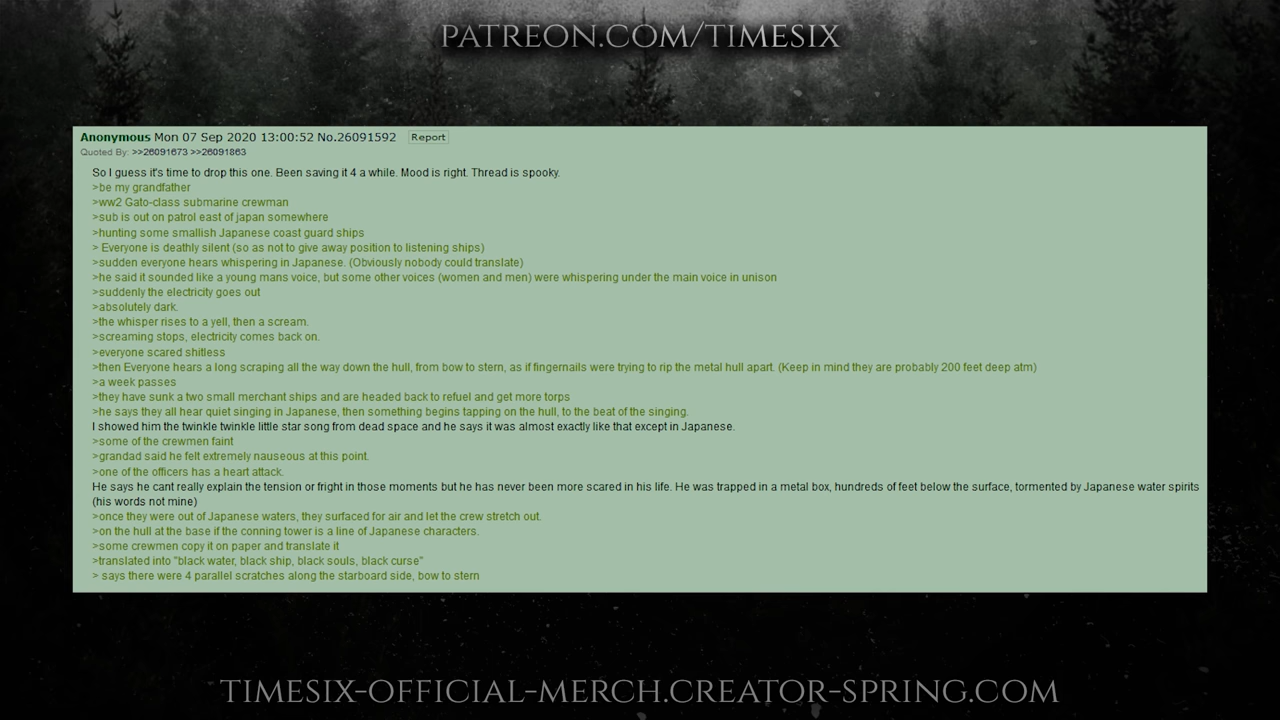 PATREON.COM/TIMESIX
Anonymous Mon 07 Sep 2020 13:00:52 No.26091592 Report
Quoted By: >>26091673 >>26091863
So I guess it's time to drop this one. Been saving it 4 a while. Mood is right. Thread is spooky.
>be my grandfather
>ww2 Gato-class submarine crewman
>sub is out on patrol east of japan somewhere
>hunting some smallish Japanese coast guard ships
> Everyone is deathly silent (so as not to give away position to listening ships)
>sudden everyone hears whispering in Japanese. (Obviously nobody could translate)
>he said it sounded like a young mans voice, but some other voices (women and men) were whispering under the main voice in unison
>suddenly the electricity goes out
>absolutely dark.
>the whisper rises to a yell, then a scream.
>screaming stops, electricity comes back on.
>everyone scared shitless
>then Everyone hears a long scraping all the way down the hull, from bow to stern, as if fingernails were trying to rip the metal hull apart. (Keep in mind they are probably 200 feet deep atm)
>a week passes
>they have sunk a two small merchant ships and are headed back to refuel and get more torps
>he says they all hear quiet singing in Japanese, then something begins tapping on the hull, to the beat of the singing.
I showed him the twinkle twinkle little star song from dead space and he says it was almost exactly like that except in Japanese.
>some of the crewmen faint
>grandad said he felt extremely nauseous at this point.
>one of the officers has a heart attack.
He says he cant really explain the tension or fright in those moments but he has never been more scared in his life. He was trapped in a metal box, hundreds of feet below the surface, tormented by Japanese water spirits
(his words not mine)
>once they were out of Japanese waters, they surfaced for air and let the crew stretch out.
>on the hull at the base if the conning tower is a line of Japanese characters.
>some crewmen copy it on paper and translate it
>translated into "black water, black ship, black souls, black curse"
> says there were 4 parallel scratches along the starboard side, bow to stern
TIMESIX-OFFICIAL-MERCH.CREATOR-SPRING.COM